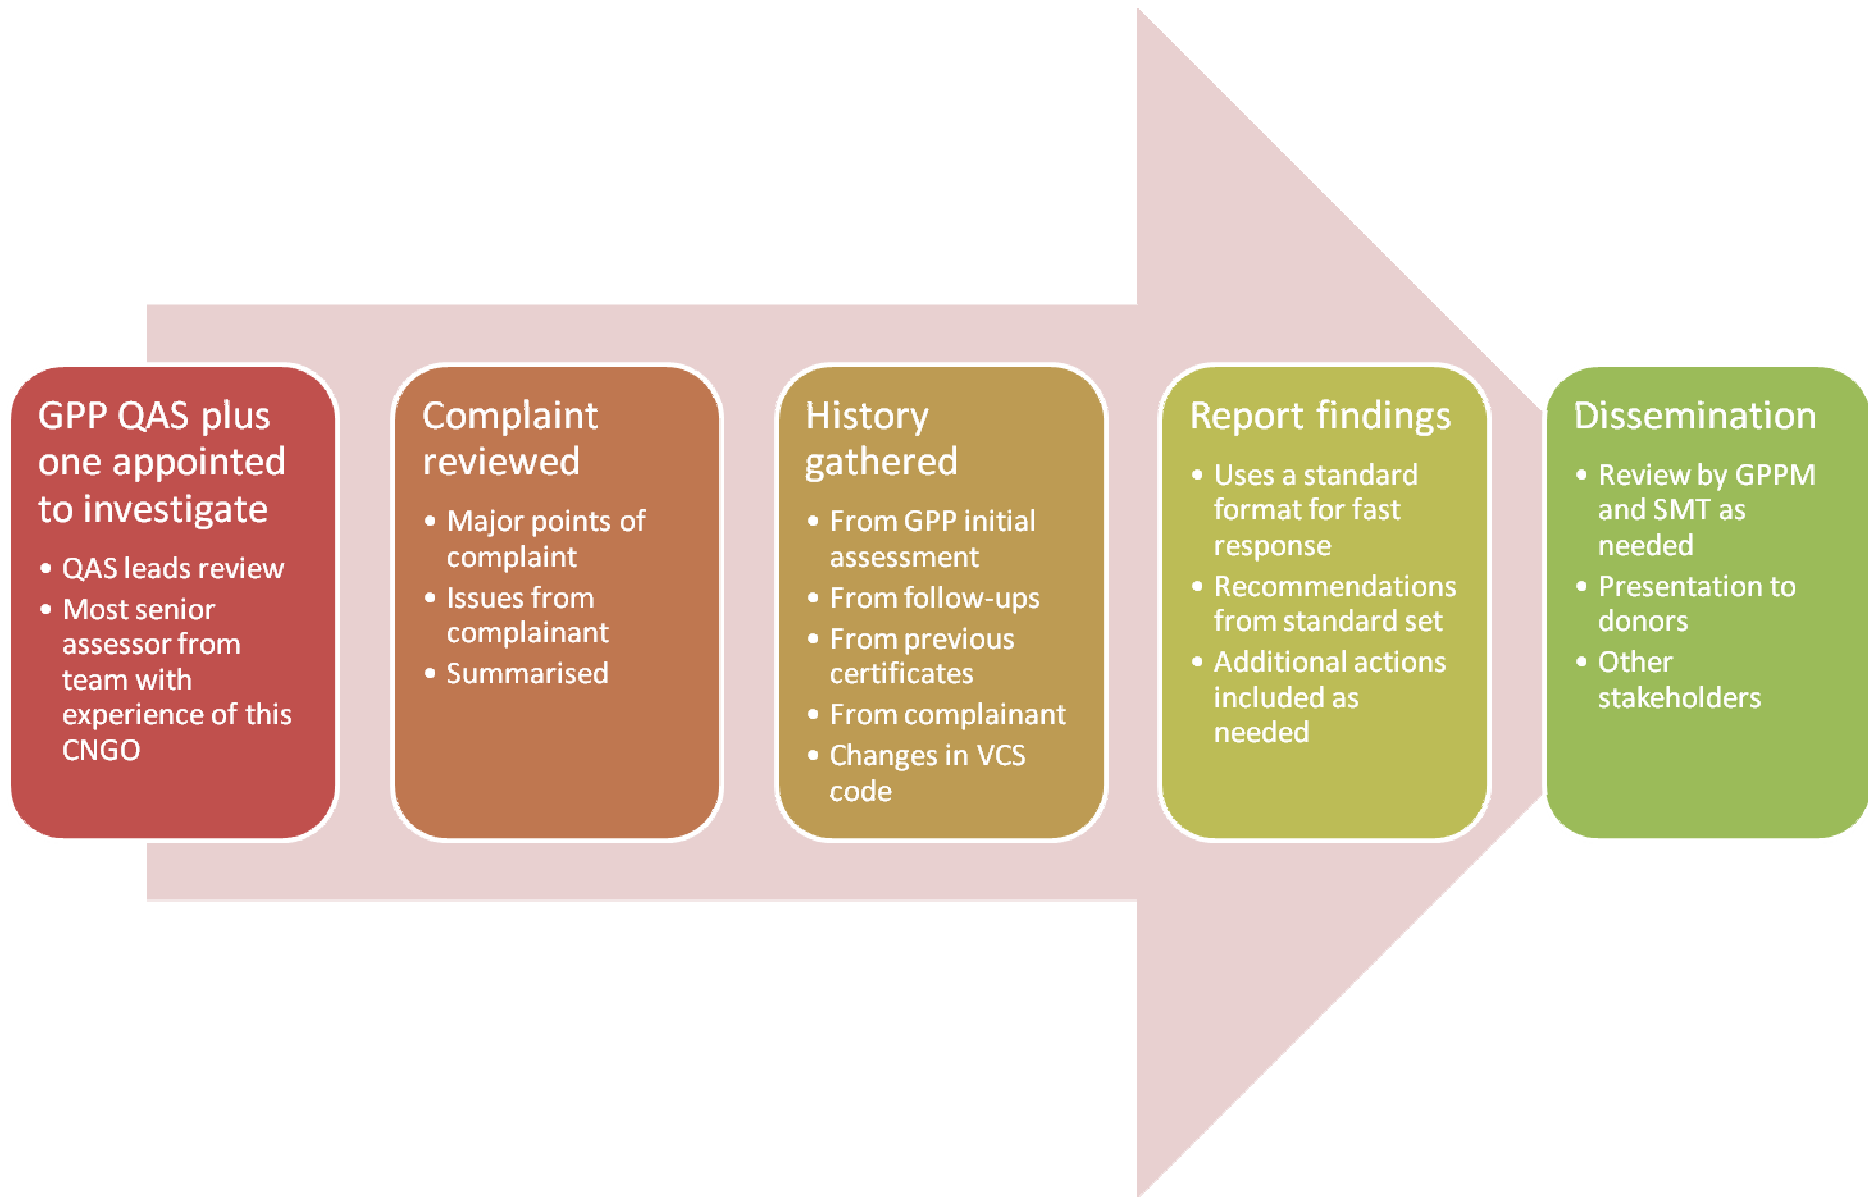 GPP QAS plus
one appointed
to investigate
• QAS leads review
• Most senior
assessor from
team with
experience of this
CNGO
Complaint
reviewed
• Major points of
complaint
• Issues from
complainant
• Summarised
History
gathered
• From GPP initial
assessment
• From follow-ups
• From previous
certificates
• From complainant
• Changes in VCS
code
Report findings
• Uses a standard
format for fast
response
• Recommendations
from standard set
• Additional actions
included as
needed
Dissemination
• Review by GPPM
and SMT as
needed
• Presentation to
donors
• Other
stakeholders